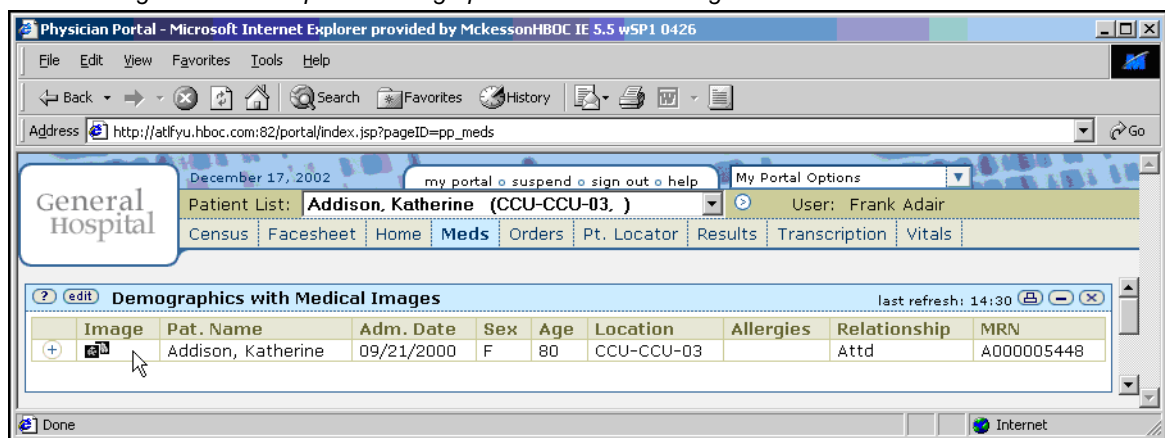 Physician Portal - Microsoft Internet Explorer provided by MckessonHBOC IE 5.5 wSP1 0426
File Edit View Favorites Tools Help
Back Search Favorites History
Address http://atlfyu.hboc.com:82/portal/index.jsp?pageID=pp_meds Go
December 17, 2002 my portal o suspend o sign out o help My Portal Options
General Hospital
Patient List: Addison, Katherine (CCU-CCU-03, ) User: Frank Adair
Census Facesheet Home Meds Orders Pt. Locator Results Transcription Vitals
? edit Demographics with Medical Images last refresh: 14:30
Image Pat. Name Adm. Date Sex Age Location Allergies Relationship MRN
Addison, Katherine 09/21/2000 F 80 CCU-CCU-03 Attd A000005448
Done Internet